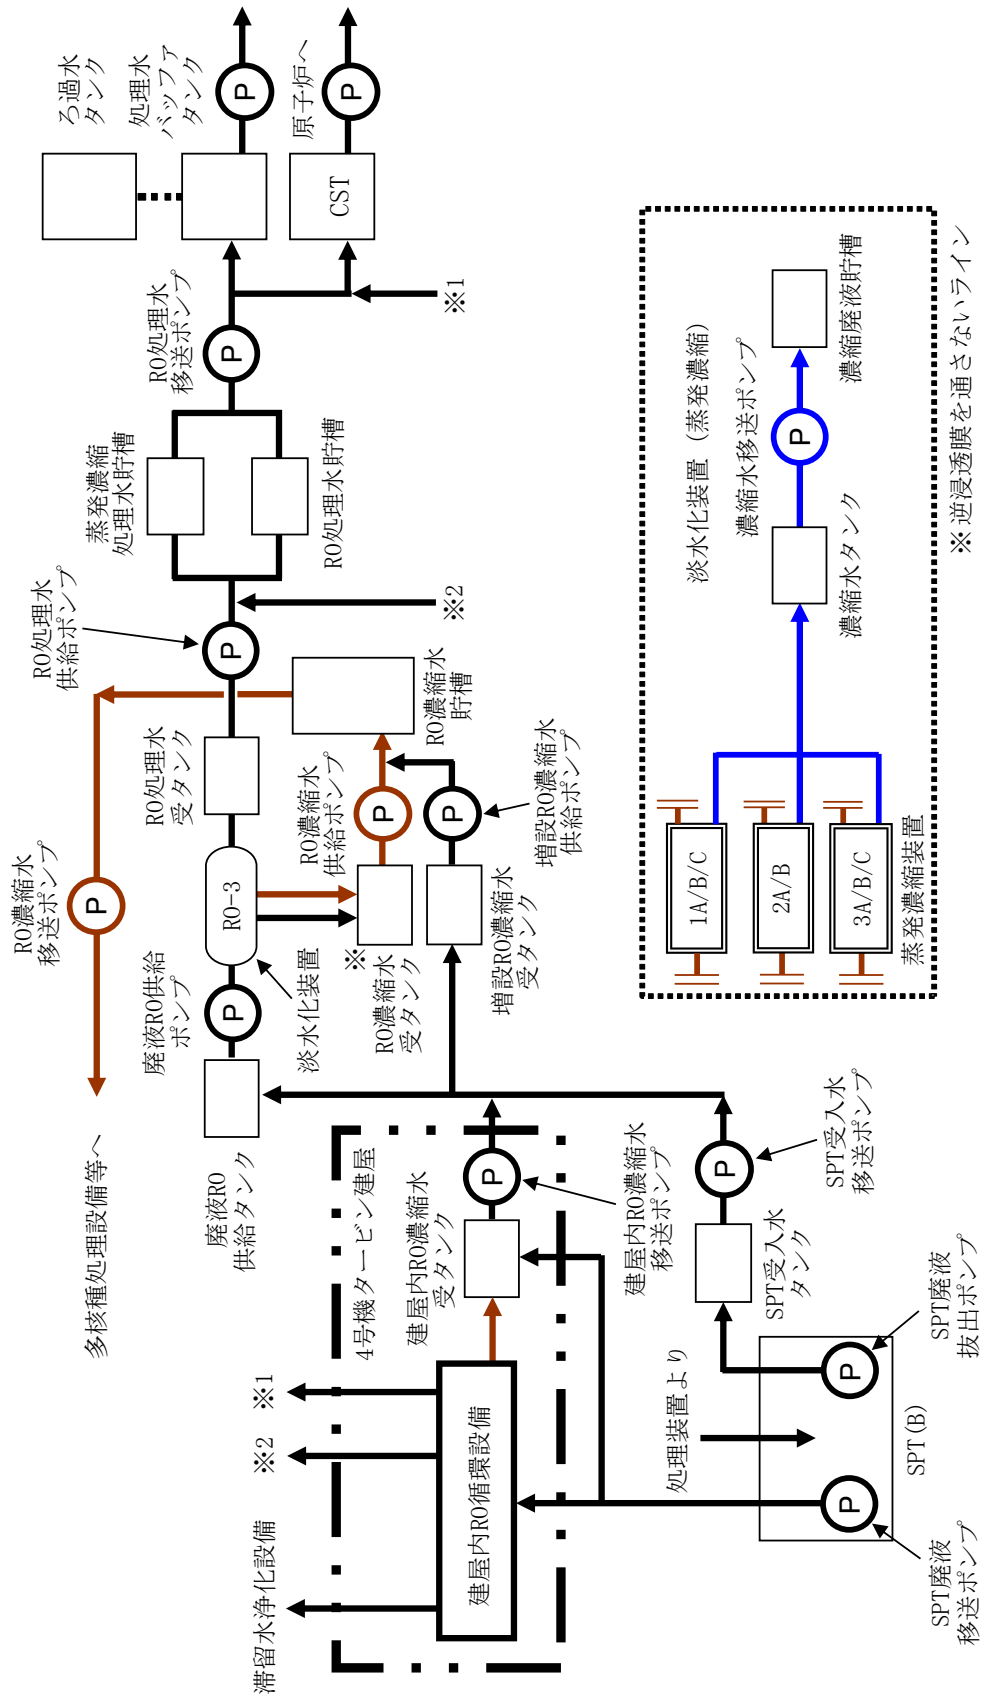 滞留水浄化設備
※2
※1
4号機タービン建屋
建屋内RO循環設備
建屋内RO濃縮水
受タンク
P
建屋内RO濃縮水
移送ポンプ
SPT廃液
移送ポンプ
P
SPT(B)
処理装置より
P
SPT廃液
抜出ポンプ
SPT受入水
タンク
P
SPT受入水
移送ポンプ
多核種処理設備等へ
P
RO濃縮水
移送ポンプ
廃液RO
供給タンク
P
廃液RO供給
ポンプ
RO-3
淡水化装置
※
RO濃縮水
受タンク
P
RO濃縮水
供給ポンプ
増設RO濃縮水
受タンク
P
増設RO濃縮水
供給ポンプ
RO濃縮水
貯槽
RO処理水
受タンク
P
RO処理水
供給ポンプ
※2
蒸発濃縮
処理水貯槽
RO処理水貯槽
P
RO処理水
移送ポンプ
※1
ろ過水
タンク
処理水
バッファ
タンク
P
CST
P
原子炉へ
淡水化装置(蒸発濃縮)
1A/B/C
2A/B
3A/B/C
蒸発濃縮装置
濃縮水タンク
P
濃縮水移送ポンプ
濃縮廃液貯槽
※逆浸透膜を通さないライン